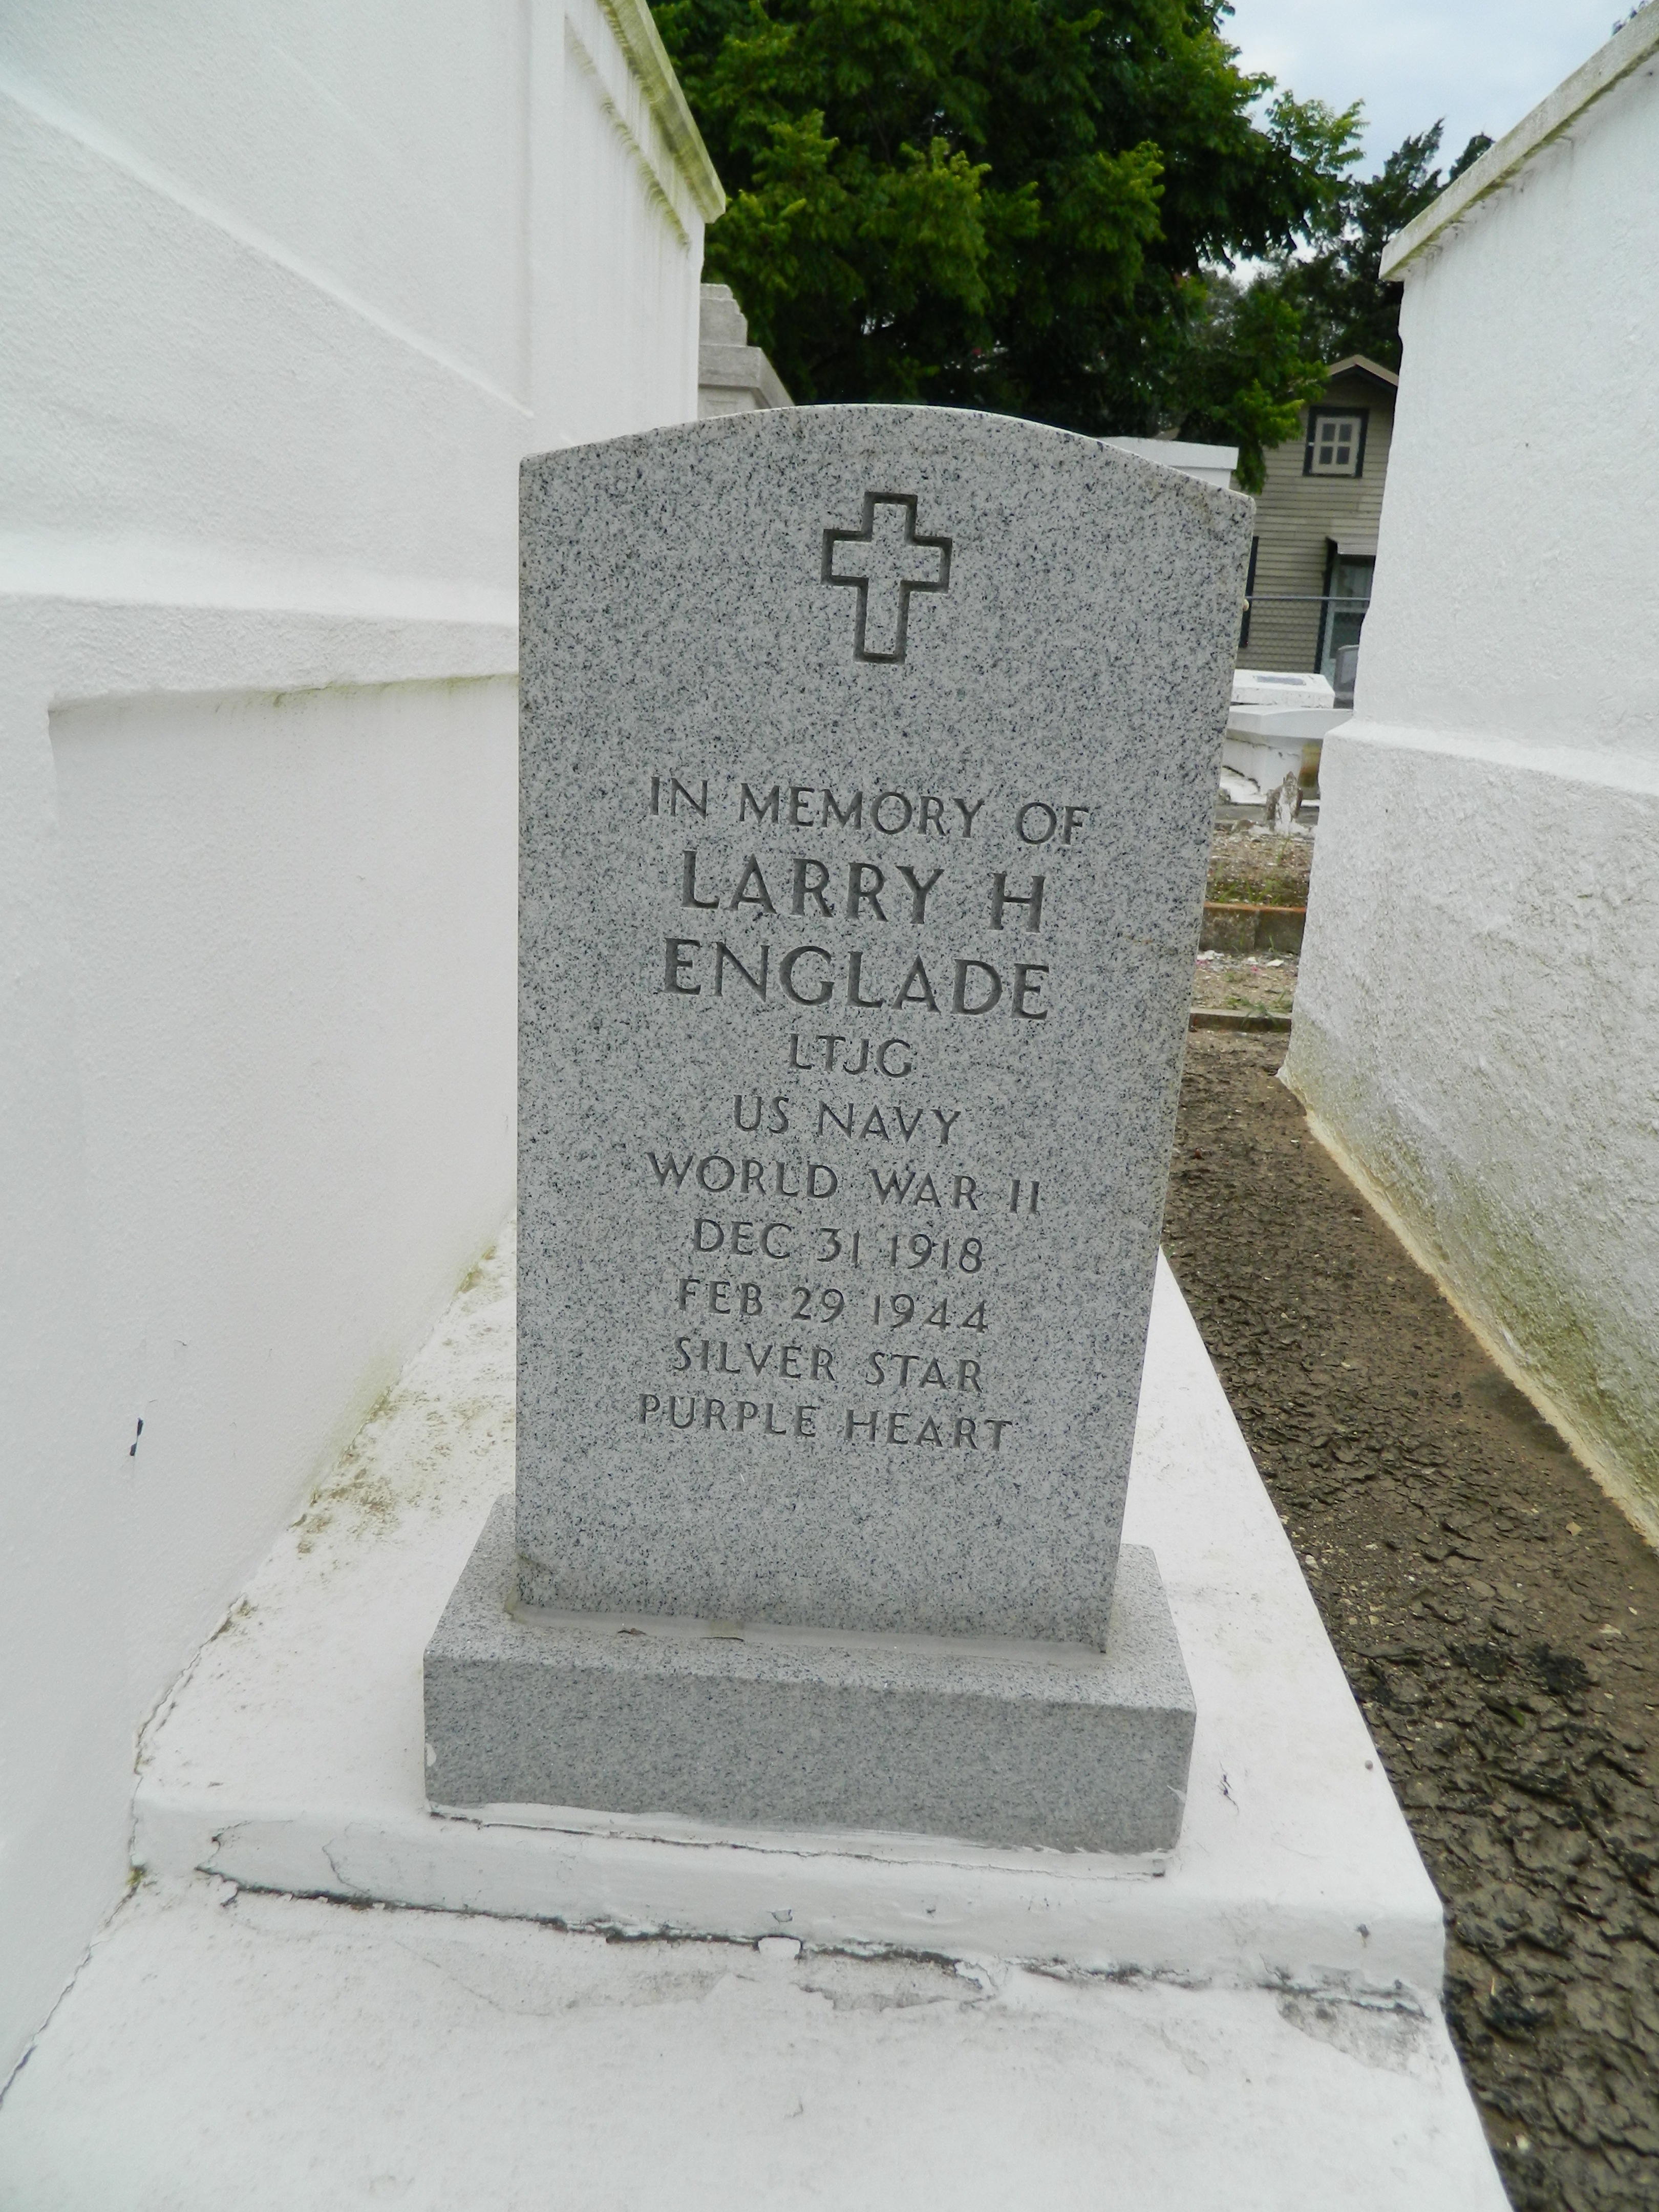 IN MEMORY OF
LARRY H
ENGLADE
LTJG
US NAVY
WORLD WAR II
DEC 31 1918
FEB 29 1944
SILVER STAR
PURPLE HEART